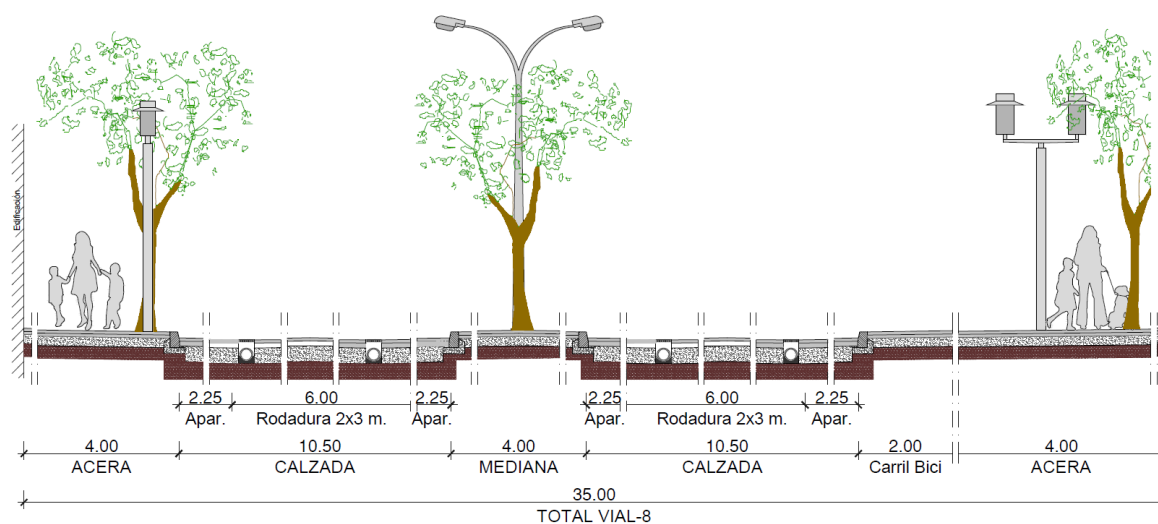 Edificación
2.25 6.00 2.25 2.25 6.00 2.25
Apar. Rodadura 2x3 m. Apar. Apar. Rodadura 2x3 m. Apar.
4.00 10.50 4.00 10.50 2.00 4.00
ACERA CALZADA MEDIANA CALZADA Carril Bici ACERA
35.00
TOTAL VIAL-8